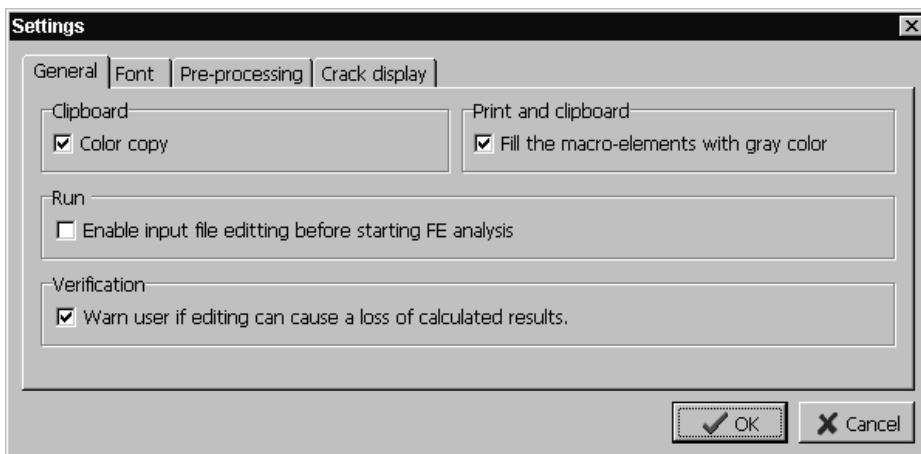 Settings
General Font Pre-processing Crack display
Clipboard
Color copy
Print and clipboard
Fill the macro-elements with gray color
Run
Enable input file editting before starting FE analysis
Verification
Warn user if editing can cause a loss of calculated results.
OK Cancel